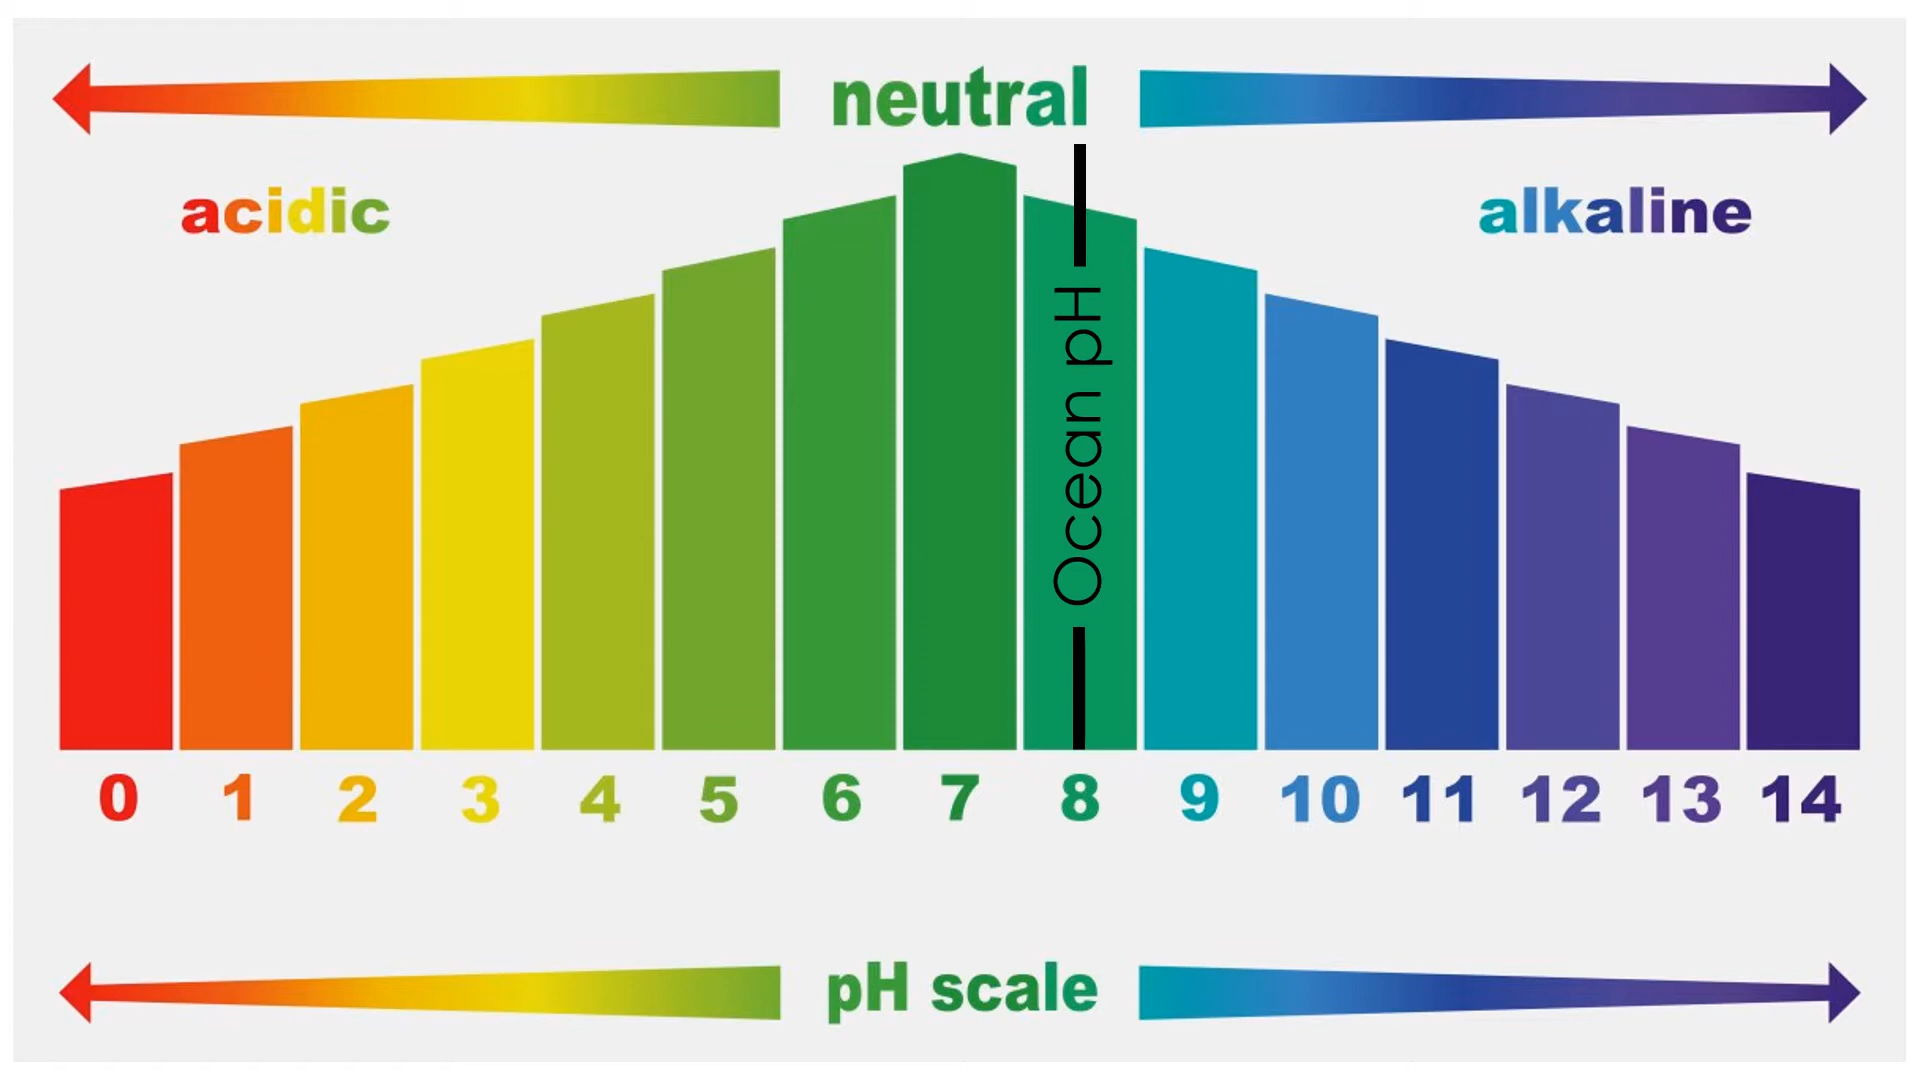 neutral
acidic
alkaline
Ocean pH
0 1 2 3 4 5 6 7 8 9 10 11 12 13 14
pH scale